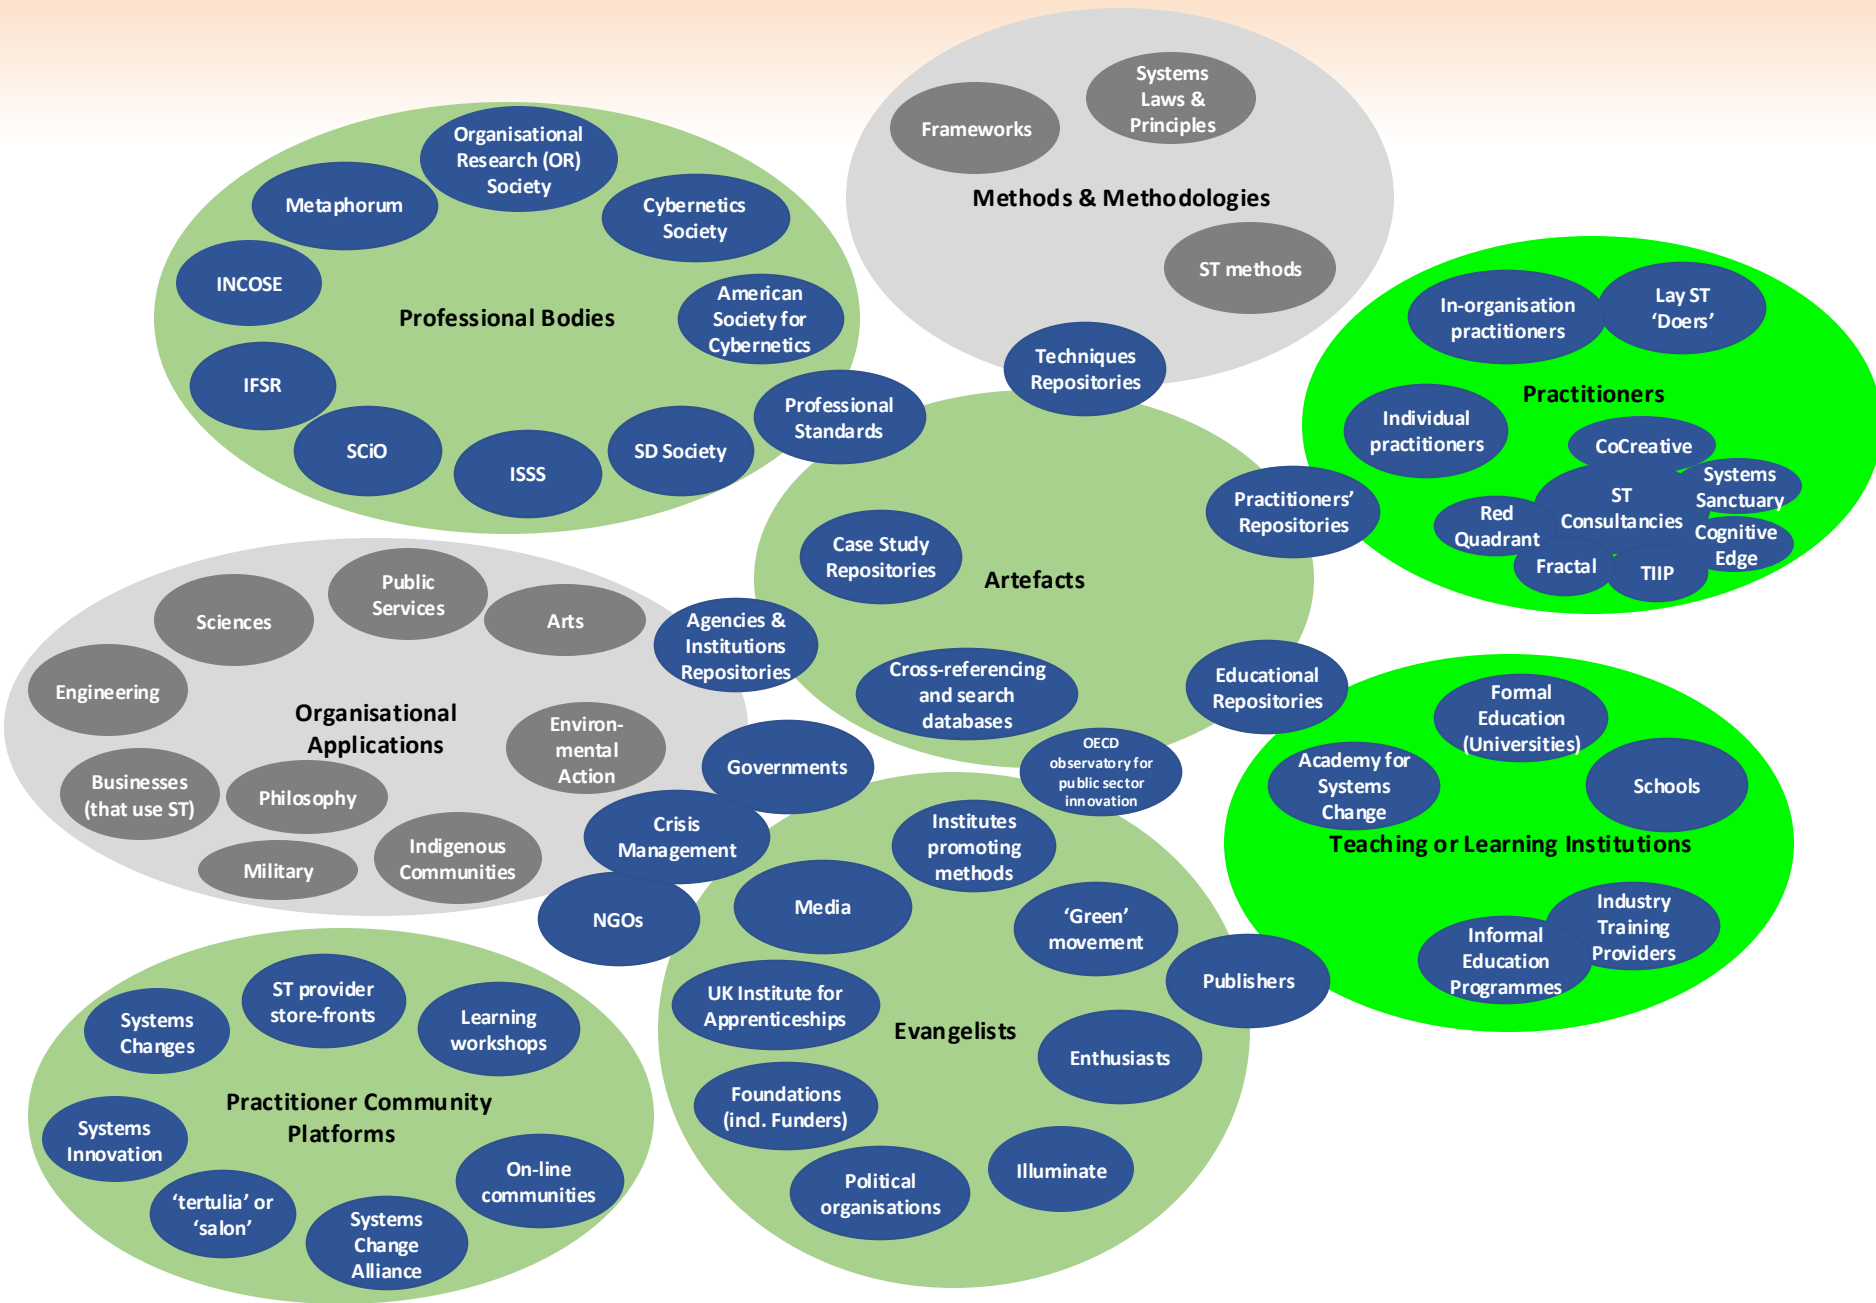 Systems
Laws &
Principles
Frameworks
Methods & Methodologies
ST methods
Techniques
Repositories
Organisational
Research (OR)
Society
Metaphorum
Cybernetics
Society
INCOSE
American
Society for
Cybernetics
Professional Bodies
IFSR
SCiO
ISSS
SD Society
Professional
Standards
In-organisation
practitioners
Lay ST
‘Doers’
Practitioners
Individual
practitioners
CoCreative
ST
Consultancies
Systems
Sanctuary
Red
Quadrant
Cognitive
Edge
Fractal
TIIP
Practitioners’
Repositories
Case Study
Repositories
Artefacts
Agencies &
Institutions
Repositories
Cross-referencing
and search
databases
Educational
Repositories
OECD
observatory for
public sector
innovation
Public
Services
Sciences
Arts
Engineering
Organisational
Applications
Environ-
mental
Action
Businesses
(that use ST)
Philosophy
Military
Indigenous
Communities
Governments
Crisis
Management
NGOs
Formal
Education
(Universities)
Academy for
Systems
Change
Schools
Teaching or Learning Institutions
Industry
Training
Providers
Informal
Education
Programmes
Institutes
promoting
methods
Media
‘Green’
movement
Publishers
UK Institute for
Apprenticeships
Evangelists
Enthusiasts
Foundations
(incl. Funders)
Illuminate
Political
organisations
ST provider
store-fronts
Systems
Changes
Learning
workshops
Practitioner Community
Platforms
Systems
Innovation
On-line
communities
‘tertulia’ or
‘salon’
Systems
Change
Alliance